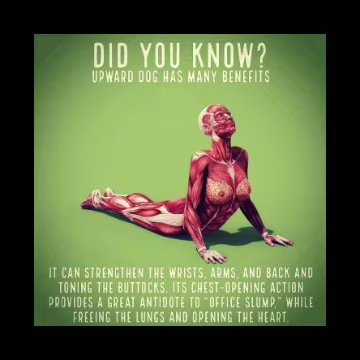 DID YOU KNOW?
UPWARD DOG HAS MANY BENEFITS
IT CAN STRENGTHEN THE WRISTS, ARMS, AND BACK AND
TONING THE BUTTOCKS. ITS CHEST-OPENING ACTION
PROVIDES A GREAT ANTIDOTE TO "OFFICE SLUMP," WHILE
FREEING THE LUNGS AND OPENING THE HEART.